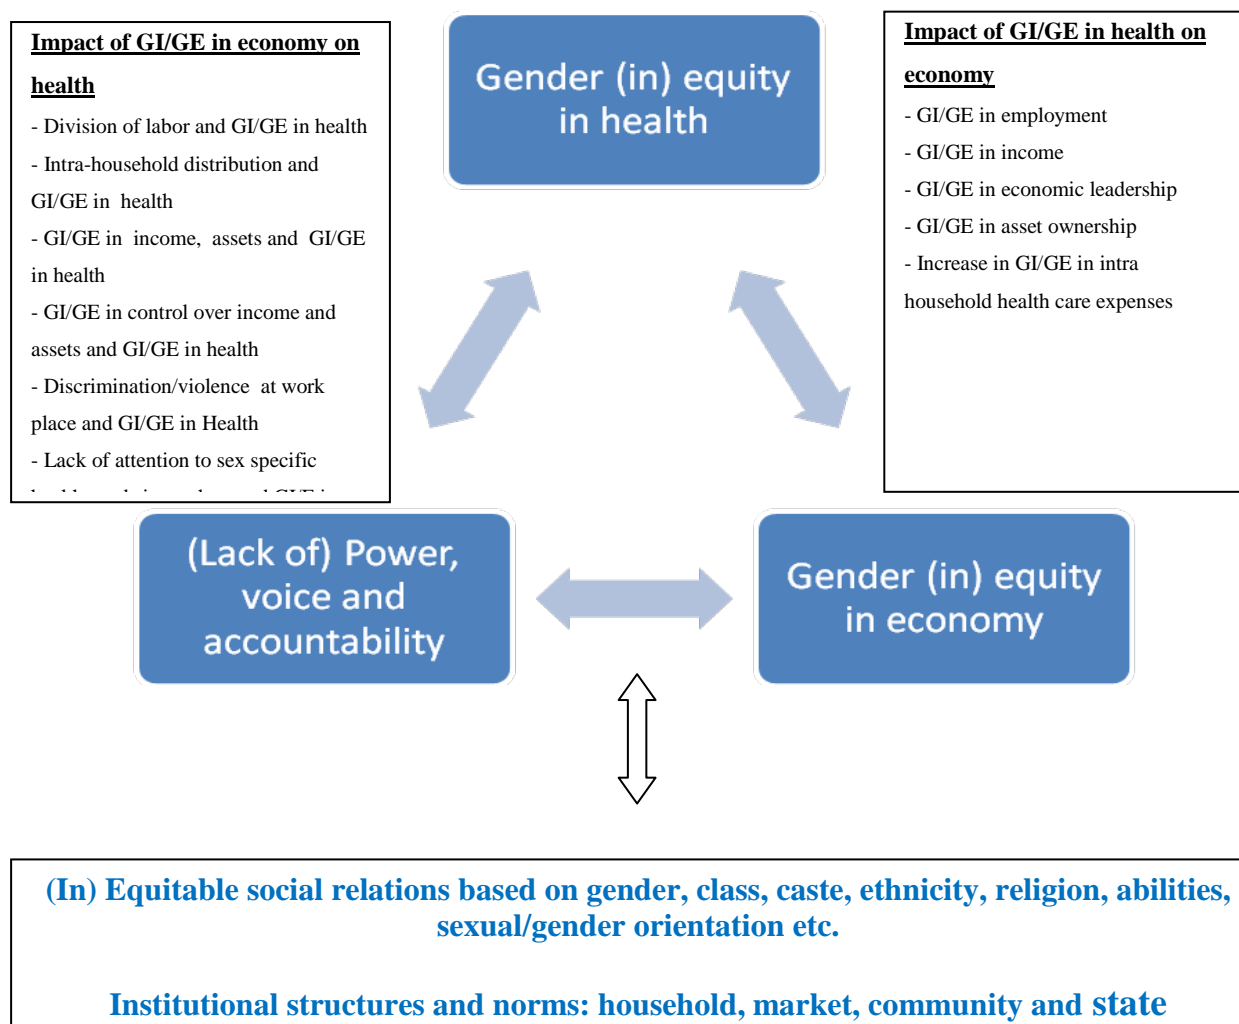 Impact of GI/GE in economy on
health
- Division of labor and GI/GE in health
- Intra-household distribution and
GI/GE in health
- GI/GE in income, assets and GI/GE
in health
- GI/GE in control over income and
assets and GI/GE in health
- Discrimination/violence at work
place and GI/GE in Health
- Lack of attention to sex specific
Gender (in) equity
in health
Impact of GI/GE in health on
economy
- GI/GE in employment
- GI/GE in income
- GI/GE in economic leadership
- GI/GE in asset ownership
- Increase in GI/GE in intra
household health care expenses
(Lack of) Power,
voice and
accountability
Gender (in) equity
in economy
(In) Equitable social relations based on gender, class, caste, ethnicity, religion, abilities,
sexual/gender orientation etc.
Institutional structures and norms: household, market, community and state